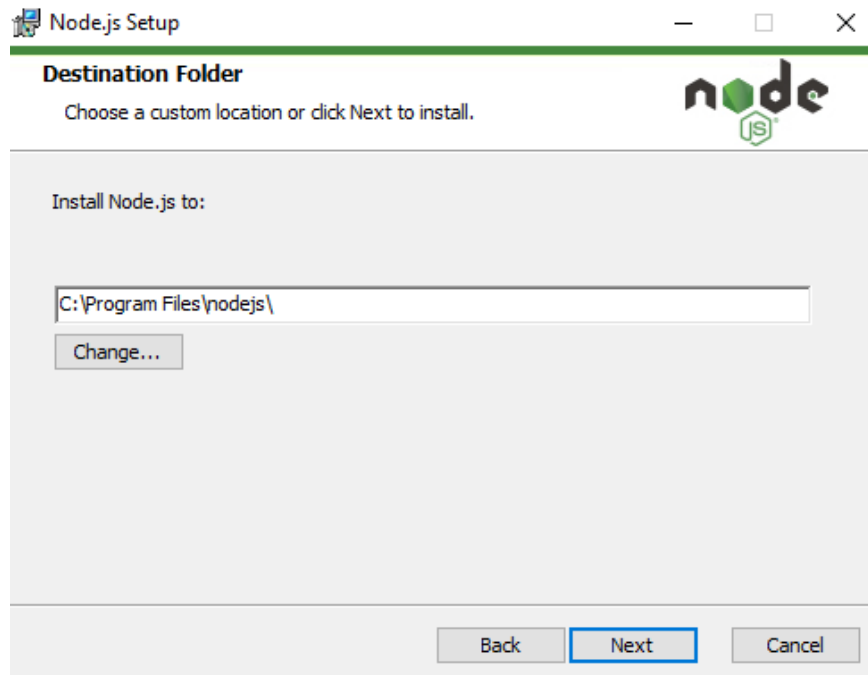 Node.js Setup
Destination Folder
Choose a custom location or click Next to install.
node
JS
Install Node.js to:
C:\Program Files\nodejs\
Change...
Back Next Cancel